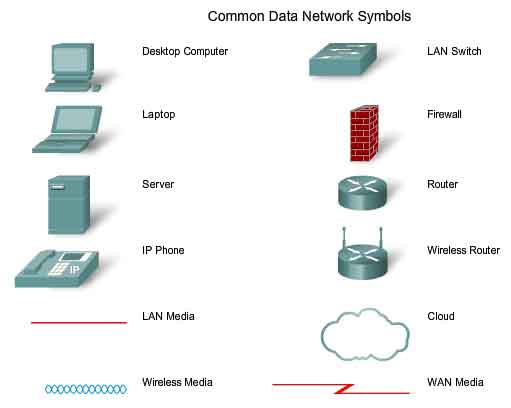 Common Data Network Symbols
Desktop Computer
LAN Switch
Laptop
Firewall
Server
Router
IP Phone
IP
Wireless Router
LAN Media
Cloud
Wireless Media
WAN Media